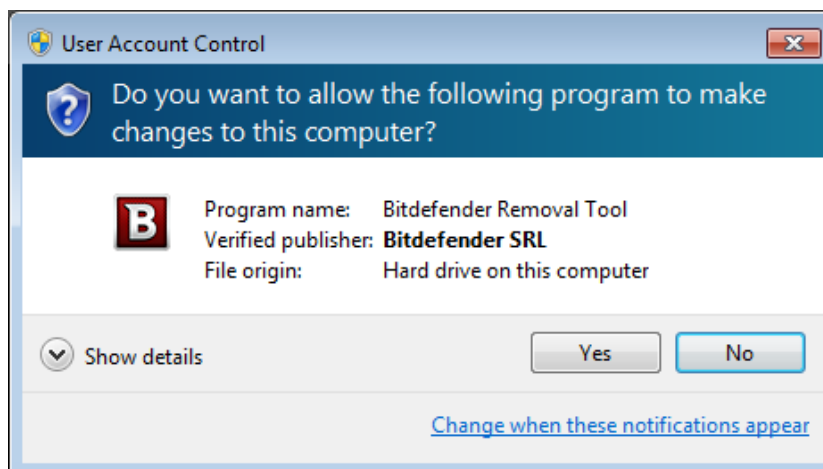 User Account Control
Do you want to allow the following program to make
changes to this computer?
B
Program name: Bitdefender Removal Tool
Verified publisher: Bitdefender SRL
File origin: Hard drive on this computer
Show details
Yes
No
Change when these notifications appear